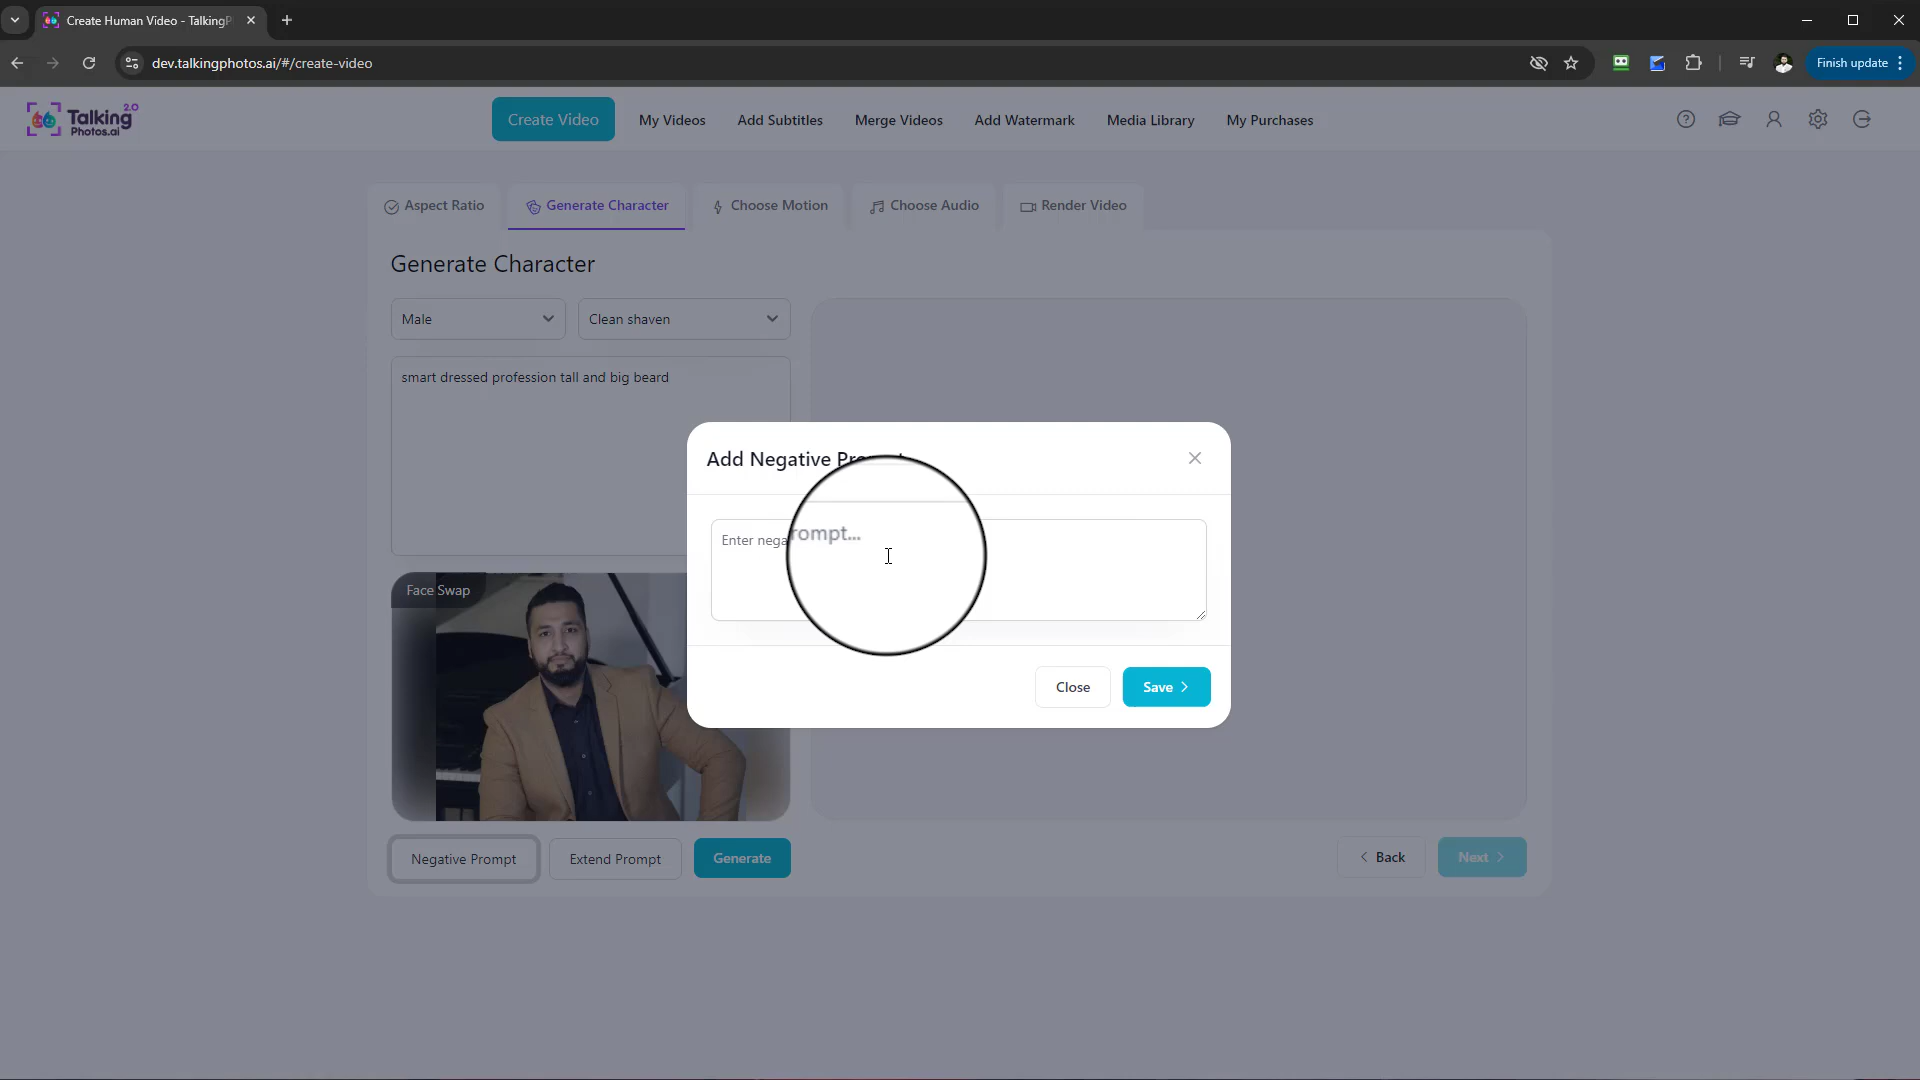 Create Human Video - TalkingP
dev.talkingphotos.ai/#/create-video
Finish update
Talking 2.0
Photos.ai
Create Video
My Videos
Add Subtitles
Merge Videos
Add Watermark
Media Library
My Purchases
Aspect Ratio
Generate Character
Choose Motion
Choose Audio
Render Video
Generate Character
Male
Clean shaven
smart dressed profession tall and big beard
Add Negative
Enter nega rompt...
Close
Save
Face Swap
Negative Prompt
Extend Prompt
Generate
Back
Next